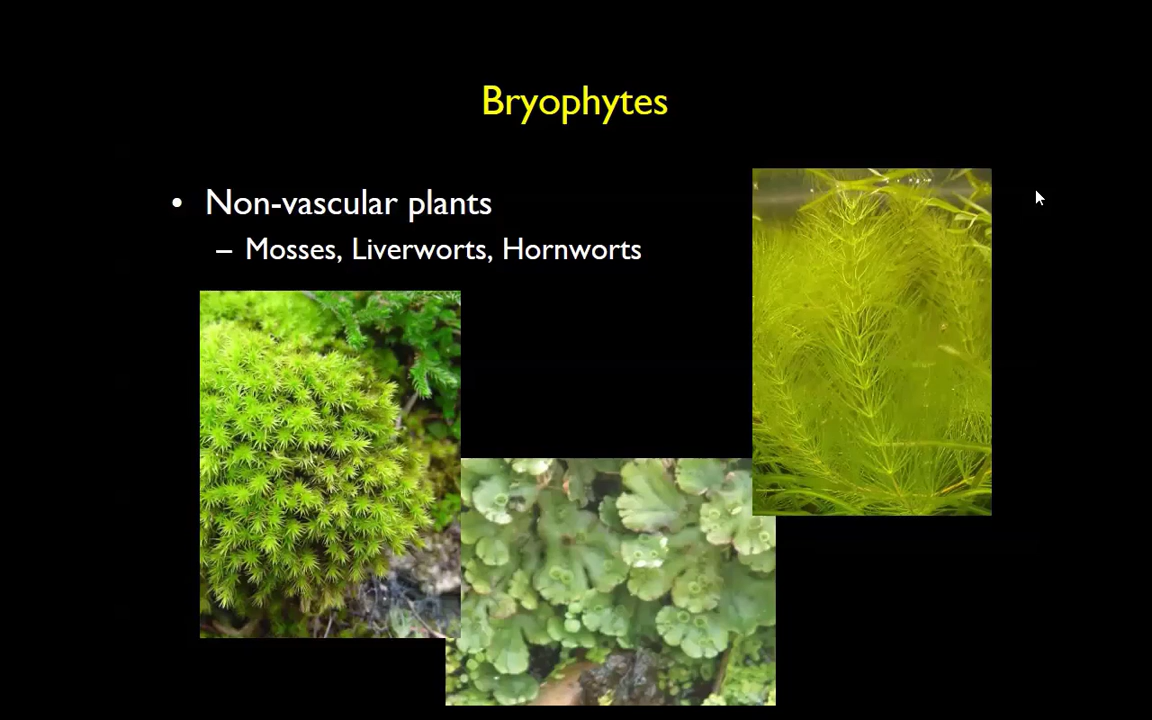 Bryophytes
• Non-vascular plants
– Mosses, Liverworts, Hornworts